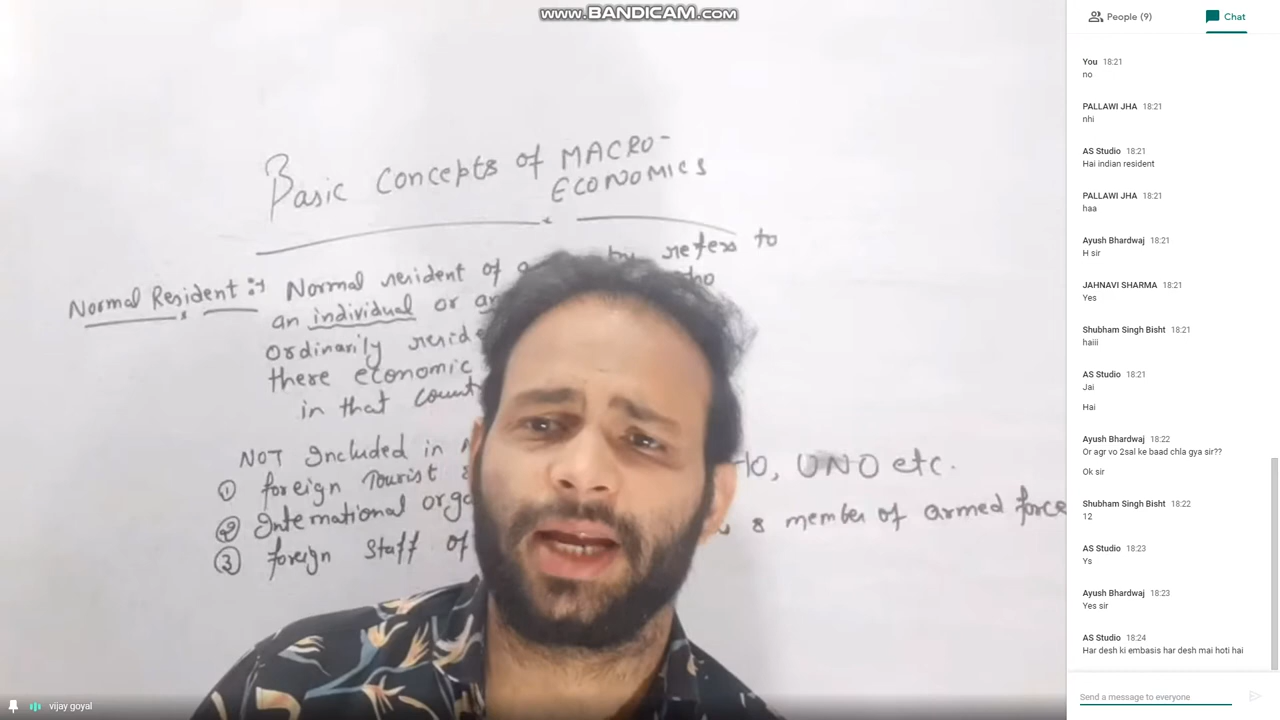 www.BANDICAM.com
Basic Concepts of MACRO-
ECONOMICS
Normal Resident :- Normal resident of refers to
an individual or
Ordinarily
there economic
in that
NOT Included in
① foreign Tourist
② International
③ foreign Staff of
UNO etc.
& member of armed force
vijay goyal
People (9)
Chat
You 18:21
no
PALLAWI JHA 18:21
nhi
AS Studio 18:21
Hai indian resident
PALLAWI JHA 18:21
haa
Ayush Bhardwaj 18:21
H sir
JAHNAVI SHARMA 18:21
Yes
Shubham Singh Bisht 18:21
haiii
AS Studio 18:21
Jai
Hai
Ayush Bhardwaj 18:22
Or agr vo 2sal ke baad chla gya sir??
Ok sir
Shubham Singh Bisht 18:22
12
AS Studio 18:23
Ys
Ayush Bhardwaj 18:23
Yes sir
AS Studio 18:24
Har desh ki embasis har desh mai hoti hai
Send a message to everyone